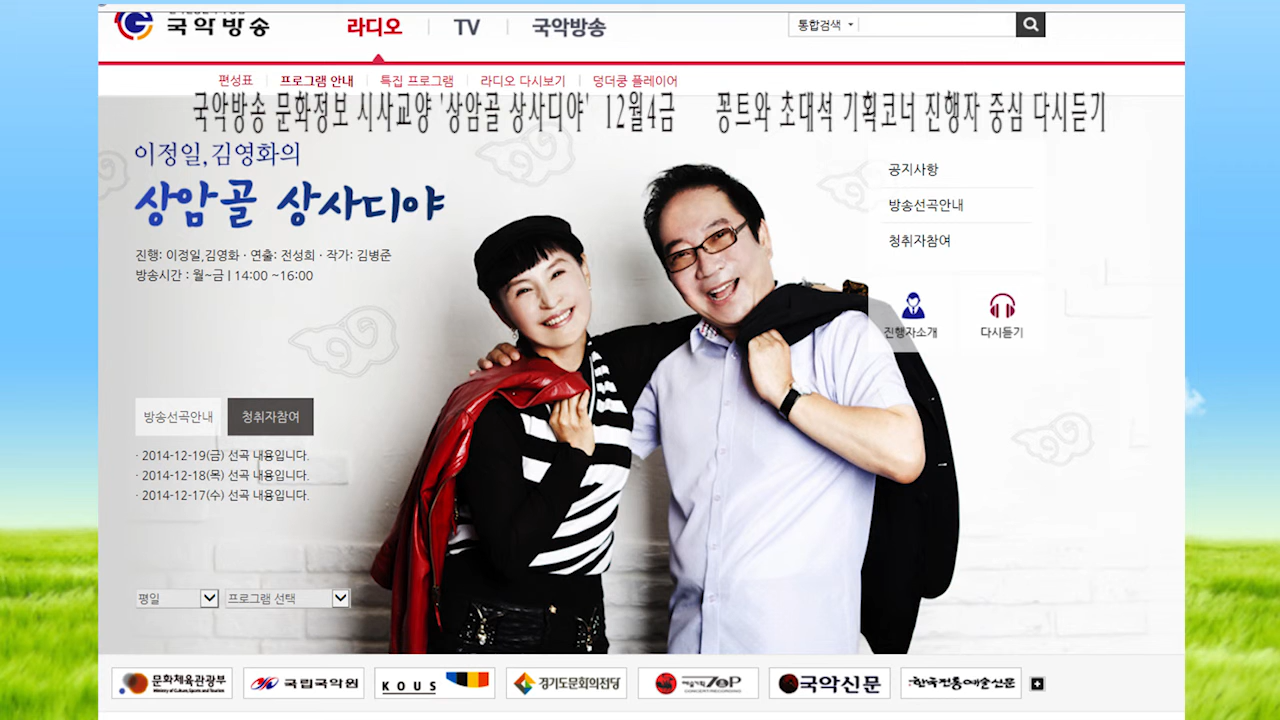 국악방송
라디오
TV
국악방송
통합검색
편성표
프로그램 안내
특집 프로그램
라디오 다시보기
덩더쿵 플레이어
국악방송 문화정보 시사교양 '상암골 상사디야' 12월4금 꽁트와 초대석 기획코너 진행자 중심 다시듣기
이정일,김영화의
상암골 상사디야
진행: 이정일,김영화 · 연출: 전성희 · 작가: 김병준
방송시간 : 월~금 | 14:00 ~16:00
공지사항
방송선곡안내
청취자참여
진행자소개
다시듣기
방송선곡안내
청취자참여
· 2014-12-19(금) 선곡 내용입니다.
· 2014-12-18(목) 선곡 내용입니다.
· 2014-12-17(수) 선곡 내용입니다.
평일
프로그램 선택
문화체육관광부
Ministry of Culture, Sports and Tourism
국립국악원
KOUS
경기도문화의전당
예술기획 TOP
국악신문
한국전통예술신문